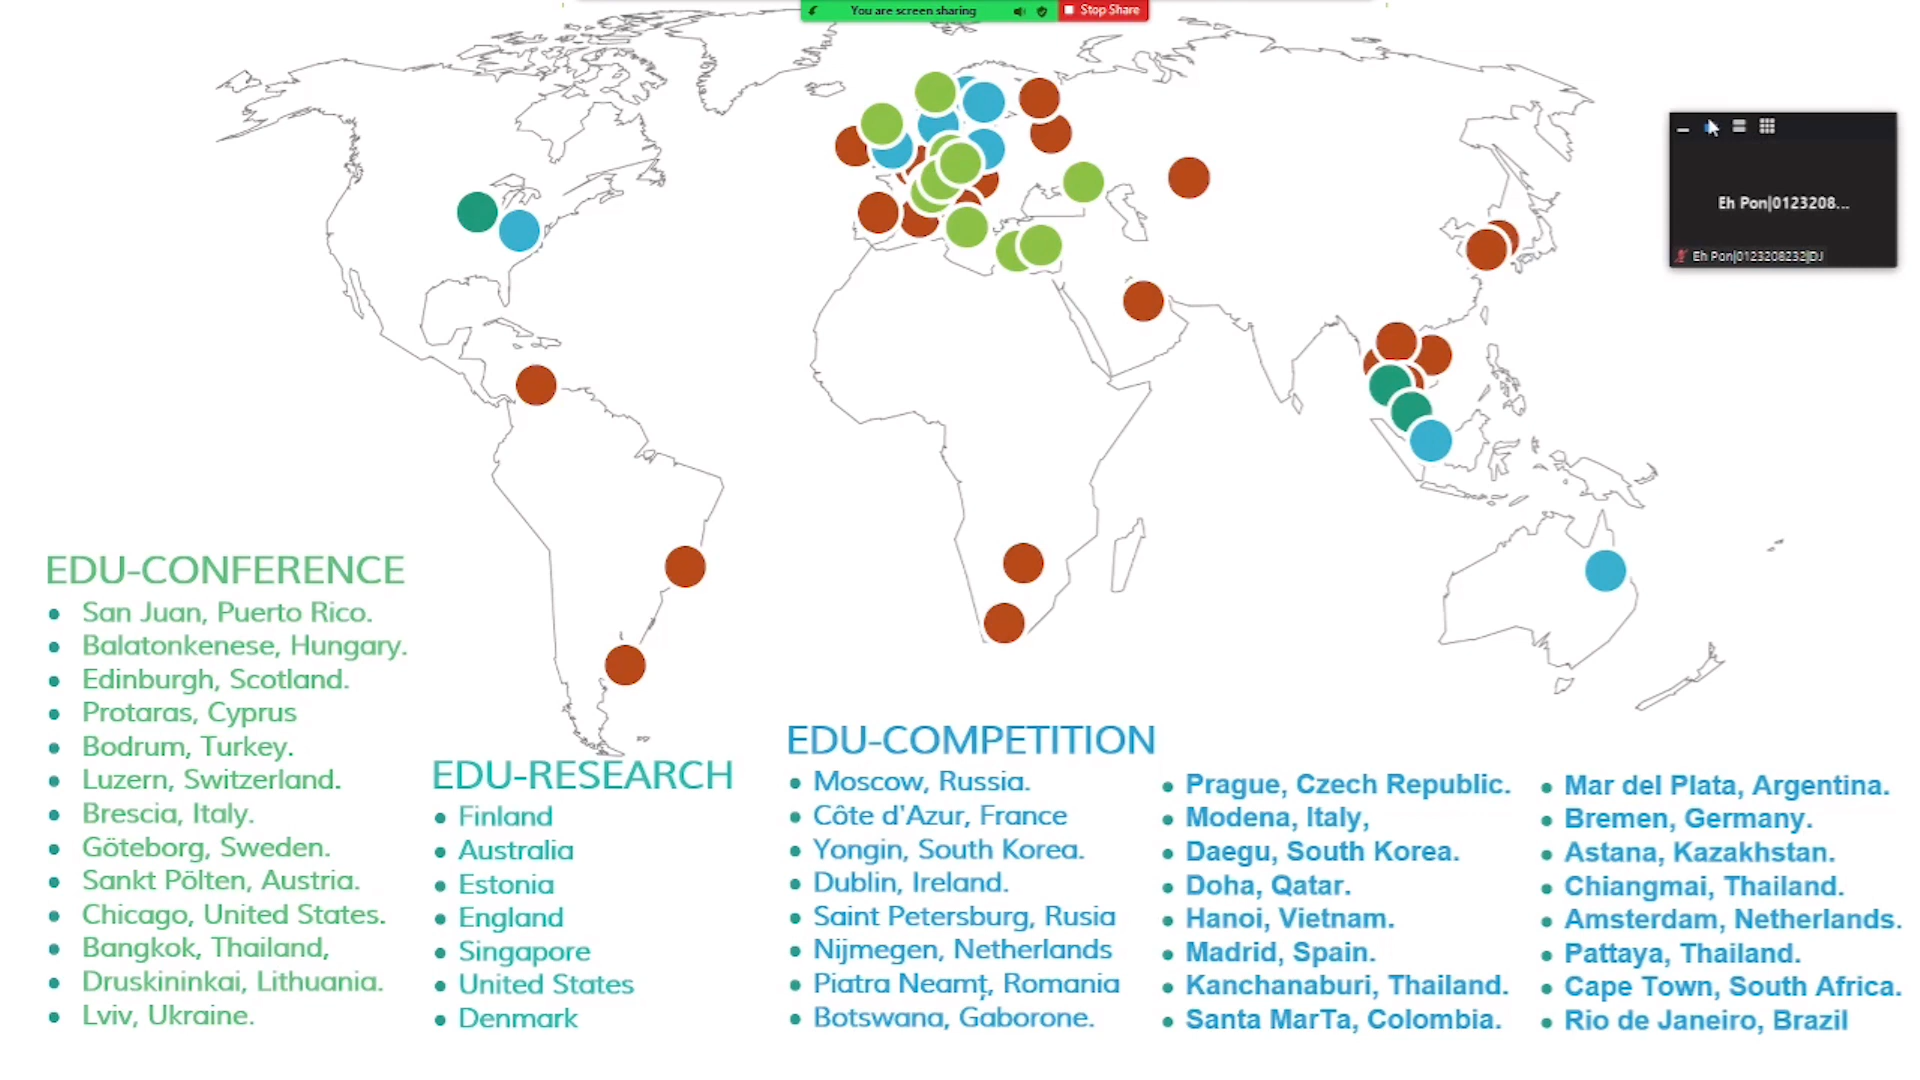 You are screen sharing
Stop Share
Eh Pon|0123208...
Eh Pon|0123208232|DJ
EDU-CONFERENCE
San Juan, Puerto Rico.
Balatonkenese, Hungary.
Edinburgh, Scotland.
Protaras, Cyprus
Bodrum, Turkey.
Luzern, Switzerland.
Brescia, Italy.
Göteborg, Sweden.
Sankt Pölten, Austria.
Chicago, United States.
Bangkok, Thailand,
Druskininkai, Lithuania.
Lviv, Ukraine.
EDU-RESEARCH
Finland
Australia
Estonia
England
Singapore
United States
Denmark
EDU-COMPETITION
Moscow, Russia.
Côte d'Azur, France
Yongin, South Korea.
Dublin, Ireland.
Saint Petersburg, Rusia
Nijmegen, Netherlands
Piatra Neamț, Romania
Botswana, Gaborone.
Prague, Czech Republic.
Modena, Italy,
Daegu, South Korea.
Doha, Qatar.
Hanoi, Vietnam.
Madrid, Spain.
Kanchanaburi, Thailand.
Santa MarTa, Colombia.
Mar del Plata, Argentina.
Bremen, Germany.
Astana, Kazakhstan.
Chiangmai, Thailand.
Amsterdam, Netherlands.
Pattaya, Thailand.
Cape Town, South Africa.
Rio de Janeiro, Brazil